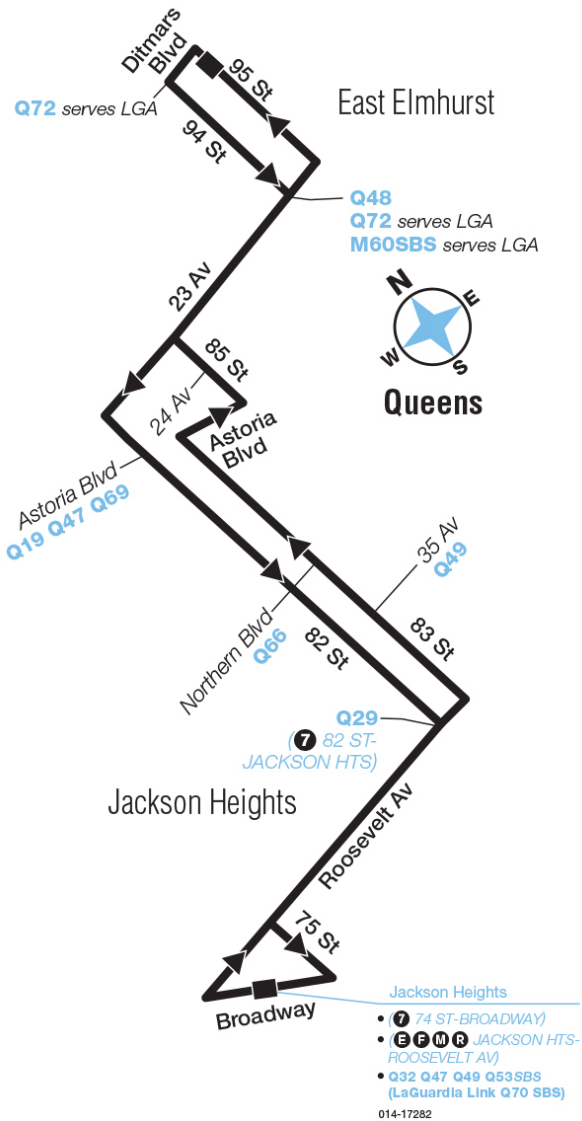 Ditmars
Blvd
95 St
East Elmhurst
Q72 serves LGA
94 St
Q48
Q72 serves LGA
M60SBS serves LGA
N
E
W
S
Queens
23 Av
85 St
24 Av
Astoria
Blvd
Astoria Blvd
Q19 Q47 Q69
35 Av
Q49
Northern Blvd
Q66
82 St
83 St
Q29
(7 82 ST-
JACKSON HTS)
Jackson Heights
Roosevelt Av
75 St
Broadway
Jackson Heights
• (7 74 ST-BROADWAY)
• (E F M R JACKSON HTS-
ROOSEVELT AV)
• Q32 Q47 Q49 Q53SBS
(LaGuardia Link Q70 SBS)
014-17282